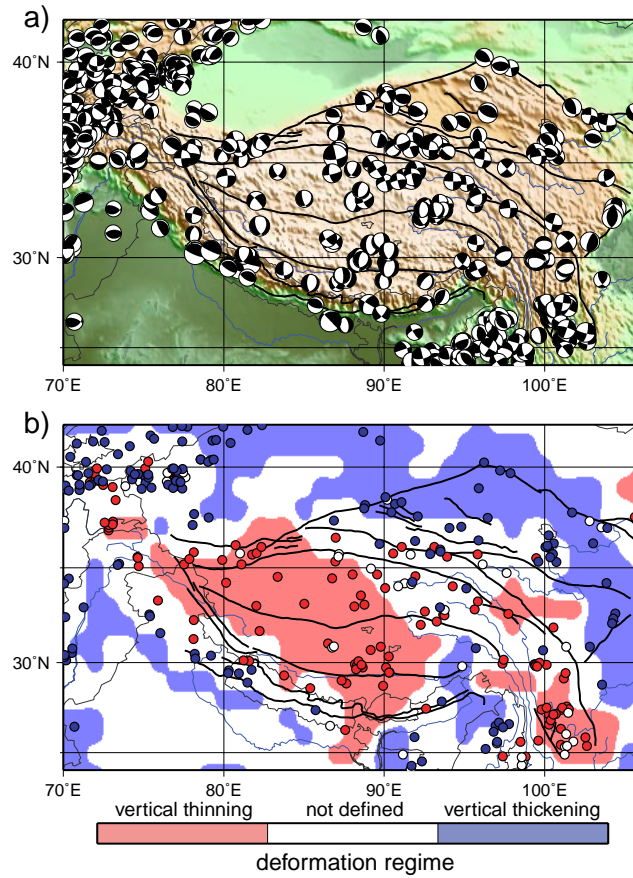 a)
40°N
30°N
70°E 80°E 90°E 100°E
b)
40°N
30°N
70°E 80°E 90°E 100°E
vertical thinning not defined vertical thickening
deformation regime